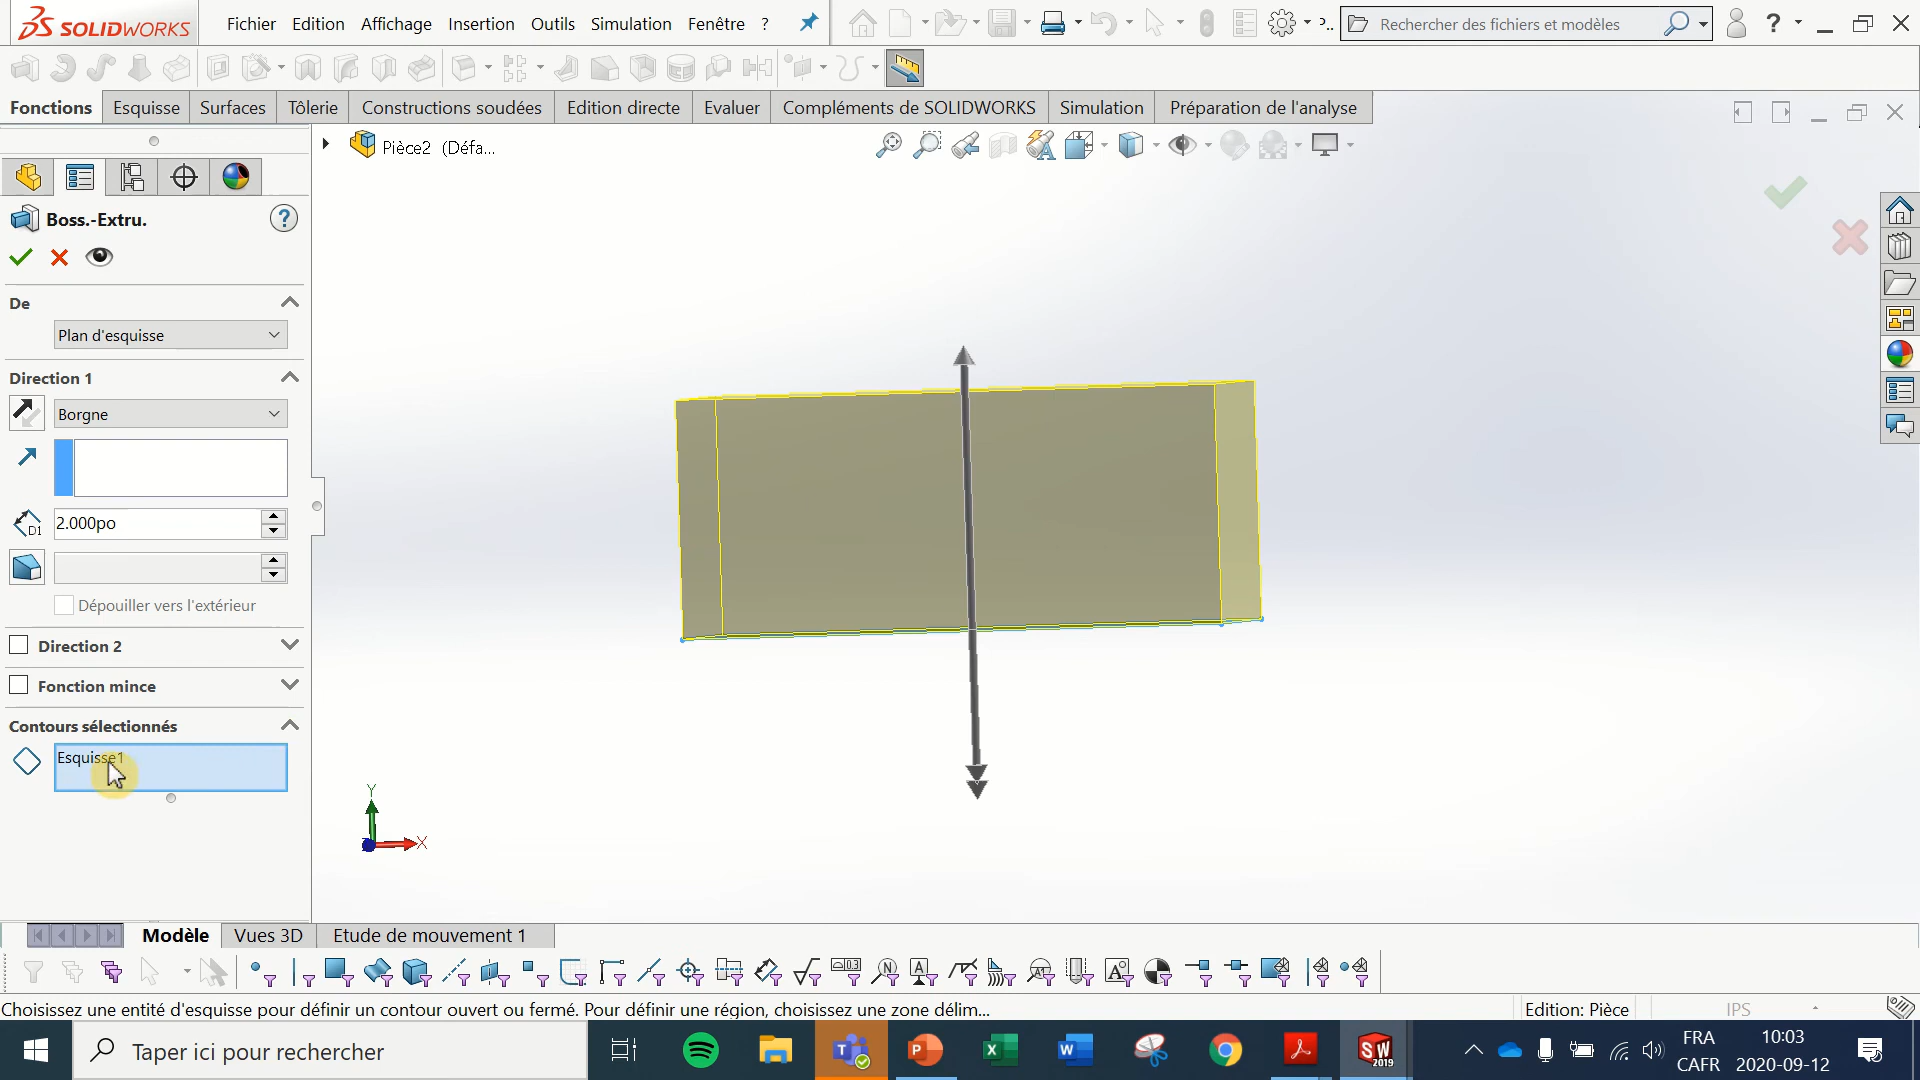 SOLIDWORKS
Fichier Edition Affichage Insertion Outils Simulation Fenêtre ?
Rechercher des fichiers et modèles
?
Fonctions Esquisse Surfaces Tôlerie Constructions soudées Edition directe Evaluer Compléments de SOLIDWORKS Simulation Préparation de l'analyse
Pièce2 (Défa...
Boss.-Extru.
?
De
Plan d'esquisse
Direction 1
Borgne
D1
2.000po
Dépouiller vers l'extérieur
Direction 2
Fonction mince
Contours sélectionnés
Esquisse1
Y
X
Modèle Vues 3D Etude de mouvement 1
Choisissez une entité d'esquisse pour définir un contour ouvert ou fermé. Pour définir une région, choisissez une zone délim...
Edition: Pièce
IPS
Taper ici pour rechercher
FRA
CAFR
10:03
2020-09-12